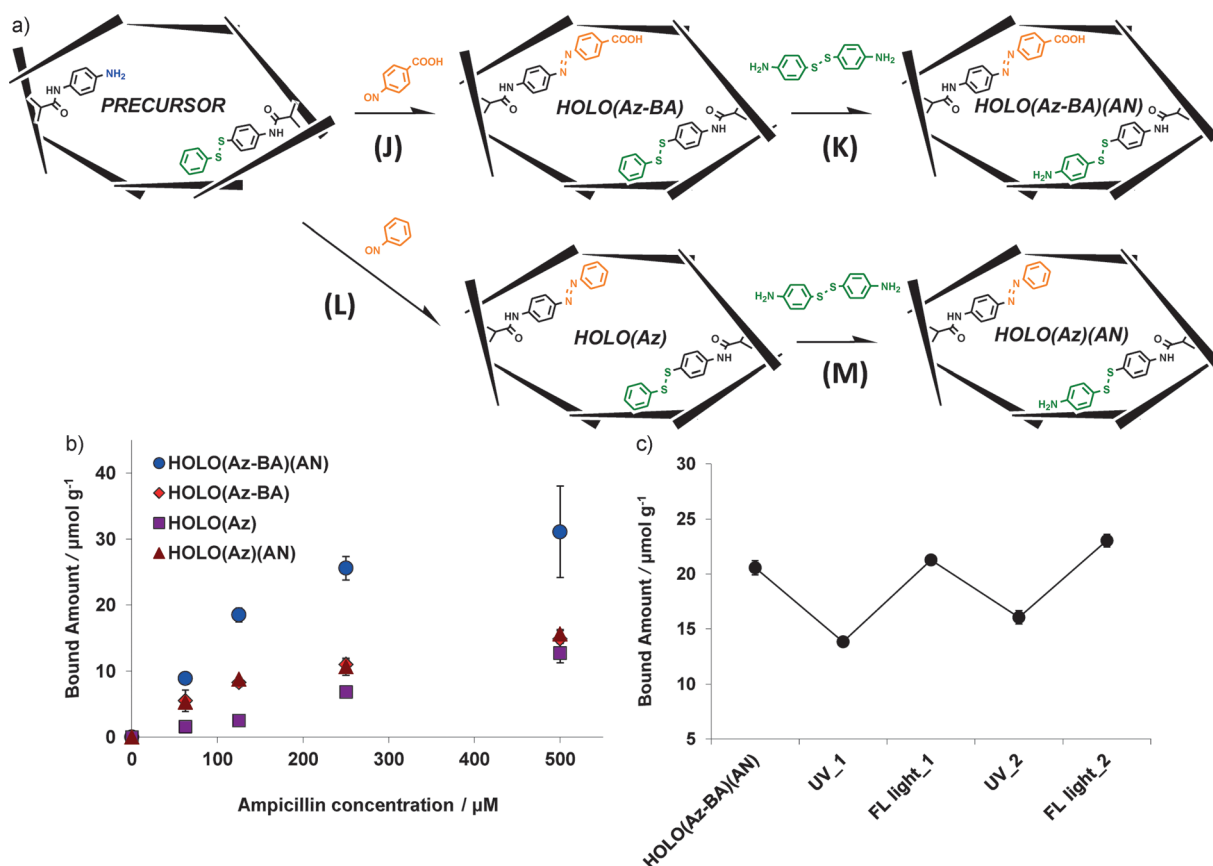 a)
NH2
HN
O
PRECURSOR
O
NH
S
S
COOH
ON
(J)
COOH
N
N
HN
O
HOLO(Az-BA)
O
NH
S
S
H2N
S
S
NH2
(K)
COOH
N
N
HN
O
HOLO(Az-BA)(AN)
O
NH
S
S
H2N
ON
(L)
N
N
HN
O
HOLO(Az)
O
NH
S
S
H2N
S
S
NH2
(M)
N
N
HN
O
HOLO(Az)(AN)
O
NH
S
S
H2N
b)
HOLO(Az-BA)(AN)
HOLO(Az-BA)
HOLO(Az)
HOLO(Az)(AN)
Bound Amount / µmol g-1
40
30
20
10
0
0 100 200 300 400 500
Ampicillin concentration / µM
c)
Bound Amount / µmol g-1
30
25
20
15
10
5
HOLO(Az-BA)(AN)
UV_1
FL light_1
UV_2
FL light_2